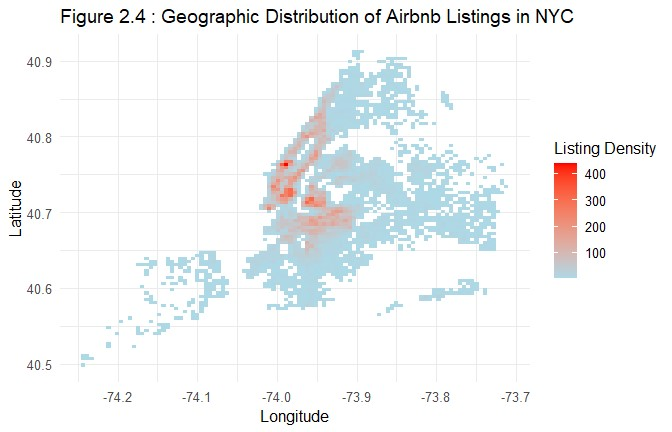 Figure 2.4 : Geographic Distribution of Airbnb Listings in NYC
Latitude
40.9
40.8
40.7
40.6
40.5
-74.2 -74.1 -74.0 -73.9 -73.8 -73.7
Longitude
Listing Density
400
300
200
100